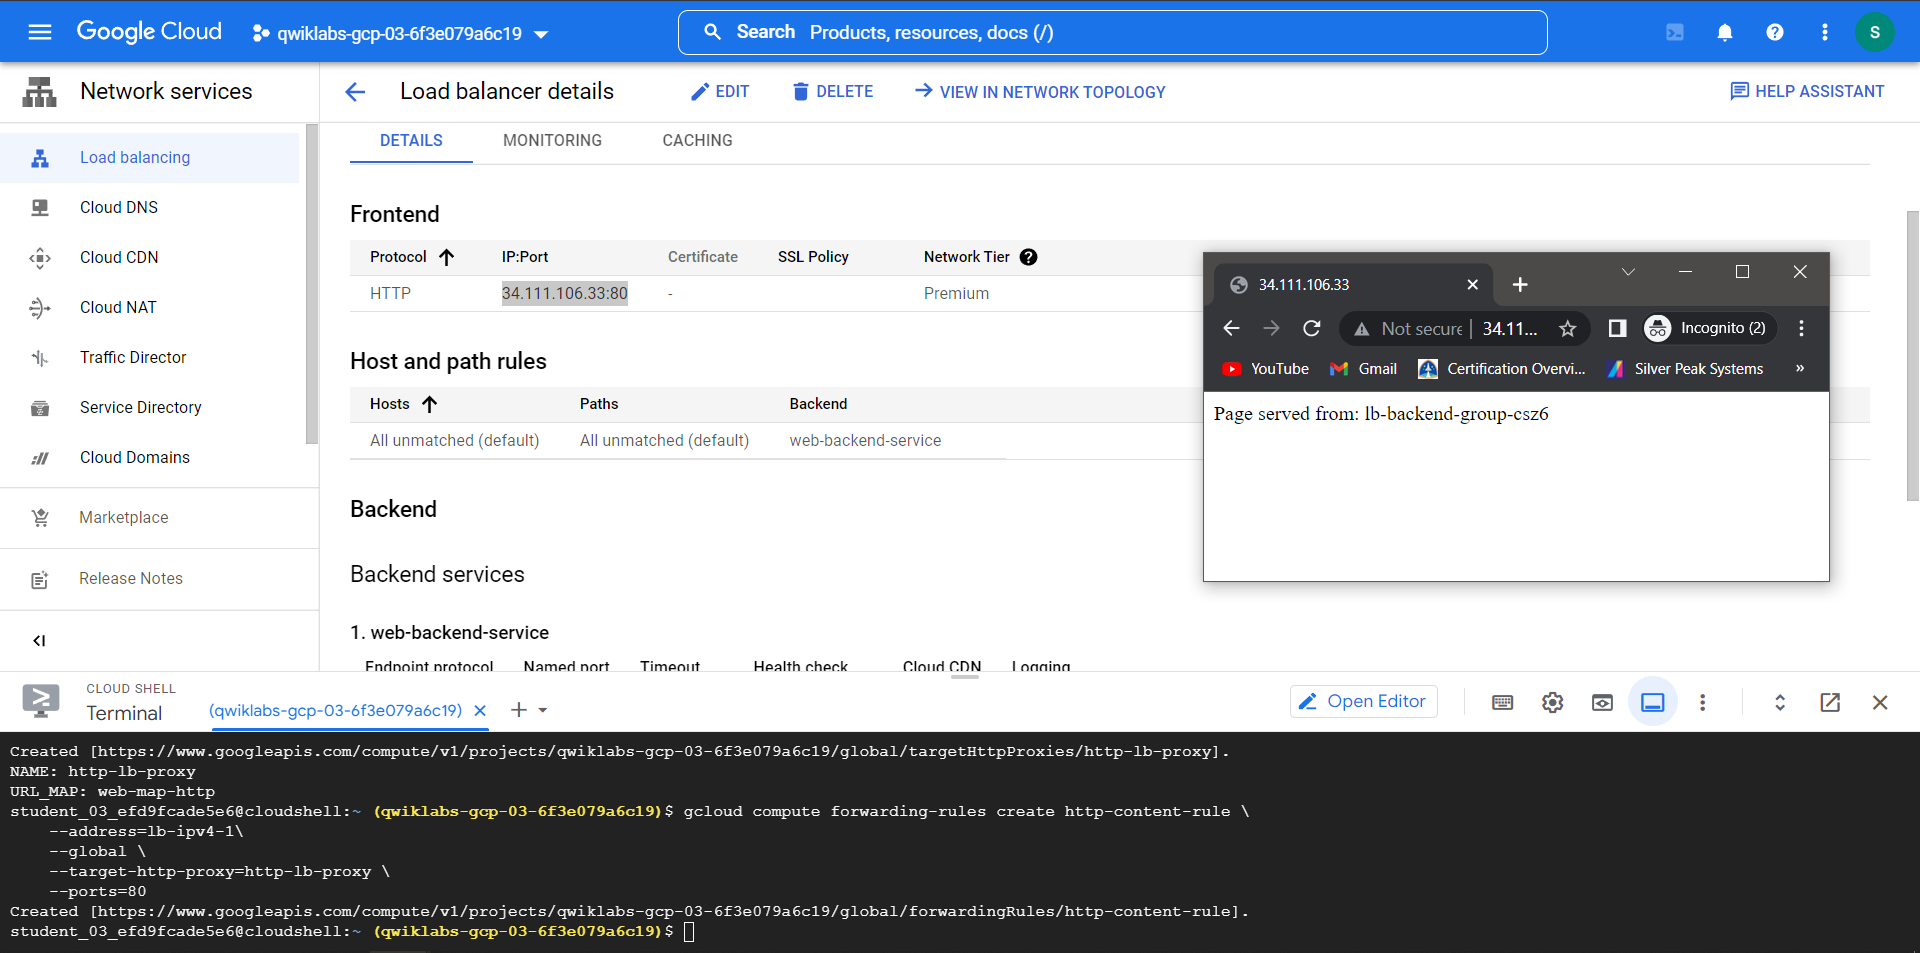 Google Cloud
qwiklabs-gcp-03-6f3e079a6c19
Search Products, resources, docs (/)
S
Network services
Load balancer details
EDIT
DELETE
VIEW IN NETWORK TOPOLOGY
HELP ASSISTANT
Load balancing
Cloud DNS
Cloud CDN
Cloud NAT
Traffic Director
Service Directory
Cloud Domains
Marketplace
Release Notes
DETAILS MONITORING CACHING
Frontend
Protocol IP:Port Certificate SSL Policy Network Tier
HTTP 34.111.106.33:80 - Premium
Host and path rules
Hosts Paths Backend
All unmatched (default) All unmatched (default) web-backend-service
Backend
Backend services
1. web-backend-service
Endpoint protocol Named port Timeout Health check Cloud CDN Logging
34.111.106.33
Not secure 34.11...
Incognito (2)
YouTube Gmail Certification Overvi... Silver Peak Systems »
Page served from: lb-backend-group-csz6
CLOUD SHELL
Terminal
(qwiklabs-gcp-03-6f3e079a6c19)
Open Editor
Created [https://www.googleapis.com/compute/v1/projects/qwiklabs-gcp-03-6f3e079a6c19/global/targetHttpProxies/http-lb-proxy].
NAME: http-lb-proxy
URL_MAP: web-map-http
student_03_efd9fcade5e6@cloudshell:~ (qwiklabs-gcp-03-6f3e079a6c19)$ gcloud compute forwarding-rules create http-content-rule \
--address=lb-ipv4-1\
--global \
--target-http-proxy=http-lb-proxy \
--ports=80
Created [https://www.googleapis.com/compute/v1/projects/qwiklabs-gcp-03-6f3e079a6c19/global/forwardingRules/http-content-rule].
student_03_efd9fcade5e6@cloudshell:~ (qwiklabs-gcp-03-6f3e079a6c19)$